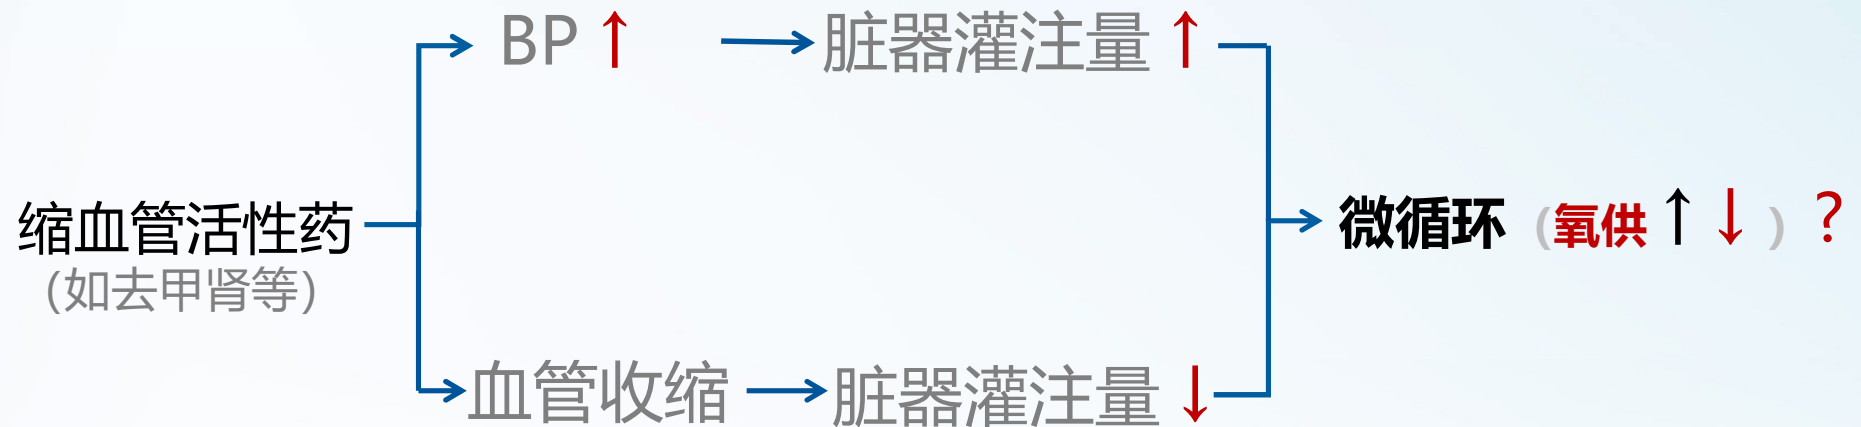 BP ↑ 脏器灌注量 ↑
缩血管活性药
(如去甲肾等)
微循环（氧供↑↓）？
血管收缩 脏器灌注量 ↓